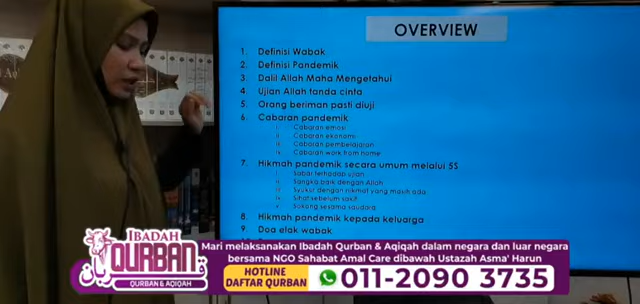 OVERVIEW
1. Definisi Wabak
2. Definisi Pandemik
3. Dalil Allah Maha Mengetahui
4. Ujian Allah tanda cinta
5. Orang beriman pasti diuji
6. Cabaran pandemik
i. Cabaran emosi
ii. Cabaran ekonomi
iii. Cabaran pembelajaran
iv. Cabaran work from home
7. Hikmah pandemik secara umum melalui 5S
i. Sabar terhadap ujian
ii. Sangka baik dengan Allah
iii. Syukur dengan nikmat yang masih ada
iv. Sihat sebelum sakit
v. Sokong sesama saudara
8. Hikmah pandemik kepada keluarga
9. Doa elak wabak
IBADAH
QURBAN
QURBAN & AQIQAH
Mari melaksanakan Ibadah Qurban & Aqiqah dalam negara dan luar negara
bersama NGO Sahabat Amal Care dibawah Ustazah Asma' Harun
HOTLINE
DAFTAR QURBAN
011-2090 3735